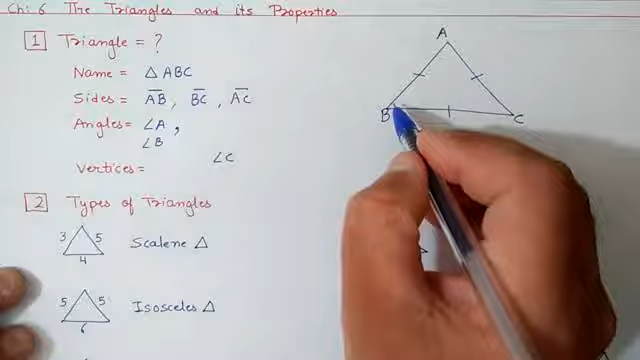 Ch: 6 The Triangles and its Properties
1 Triangle = ?
Name = △ ABC
Sides = AB, BC, AC
Angles = ∠A,
∠B
∠C
Vertices =
A
B
C
2 Types of Triangles
3 5
4
Scalene △
5 5
6
Isosceles △